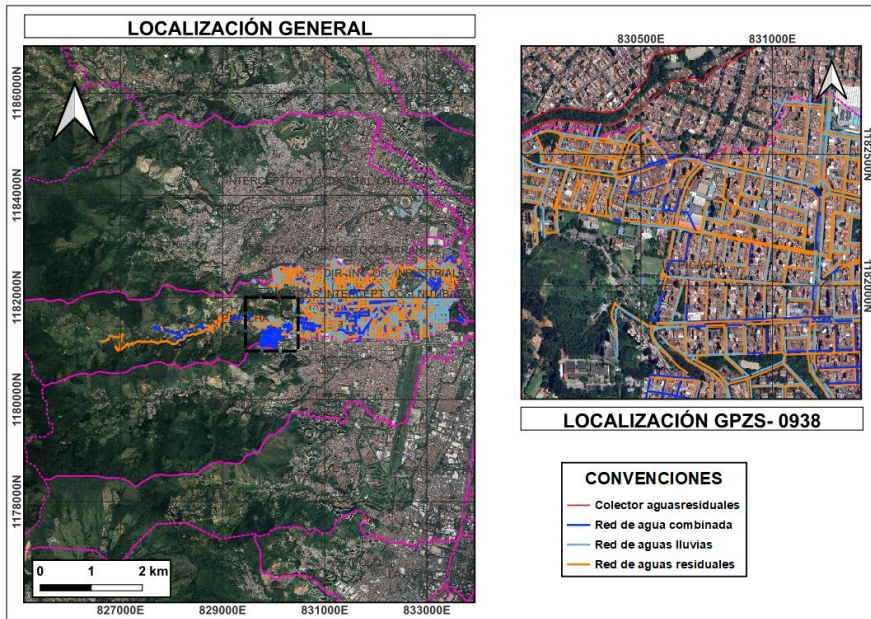 LOCALIZACIÓN GENERAL
1186000N
1184000N
1182000N
1180000N
1178000N
827000E
829000E
831000E
833000E
0 1 2 km
830500E
831000E
1182500N
1182000N
LOCALIZACIÓN GPZS- 0938
CONVENCIONES
Colector aguasresiduales
Red de agua combinada
Red de aguas lluvias
Red de aguas residuales